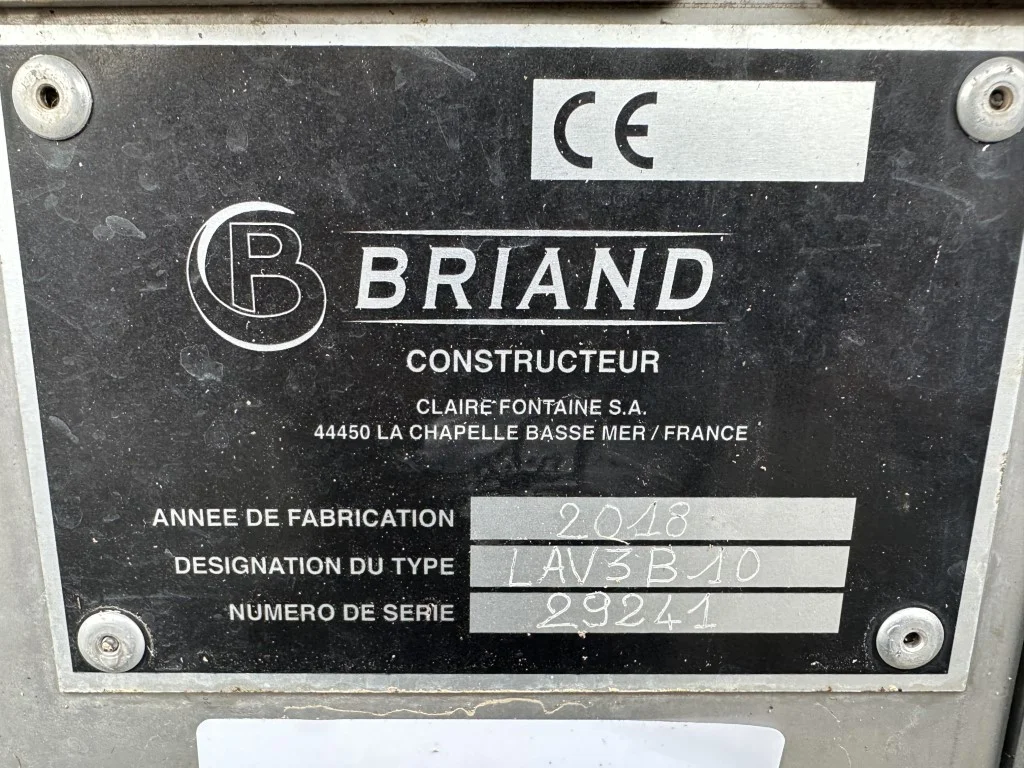 CE
B BRIAND
CONSTRUCTEUR
CLAIRE FONTAINE S.A.
44450 LA CHAPELLE BASSE MER / FRANCE
ANNEE DE FABRICATION 2018
DESIGNATION DU TYPE LAV3B10
NUMERO DE SERIE 29241